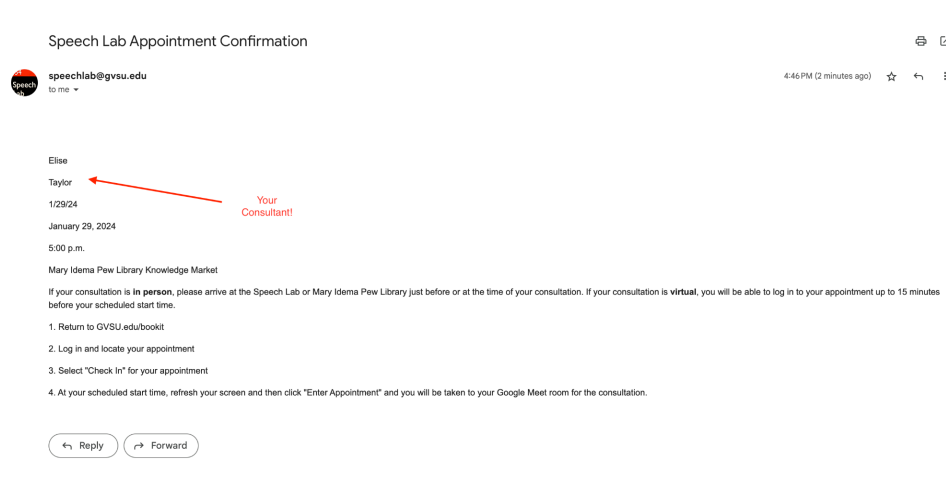 Speech Lab Appointment Confirmation
speechlab@gvsu.edu
4:46 PM (2 minutes ago)
Speech
to me
Elise
Taylor
Your
Consultant!
1/29/24
January 29, 2024
5:00 p.m.
Mary Idema Pew Library Knowledge Market
If your consultation is in person, please arrive at the Speech Lab or Mary Idema Pew Library just before or at the time of your consultation. If your consultation is virtual, you will be able to log in to your appointment up to 15 minutes
before your scheduled start time.
1. Return to GVSU.edu/bookit
2. Log in and locate your appointment
3. Select "Check In" for your appointment
4. At your scheduled start time, refresh your screen and then click "Enter Appointment" and you will be taken to your Google Meet room for the consultation.
Reply
Forward